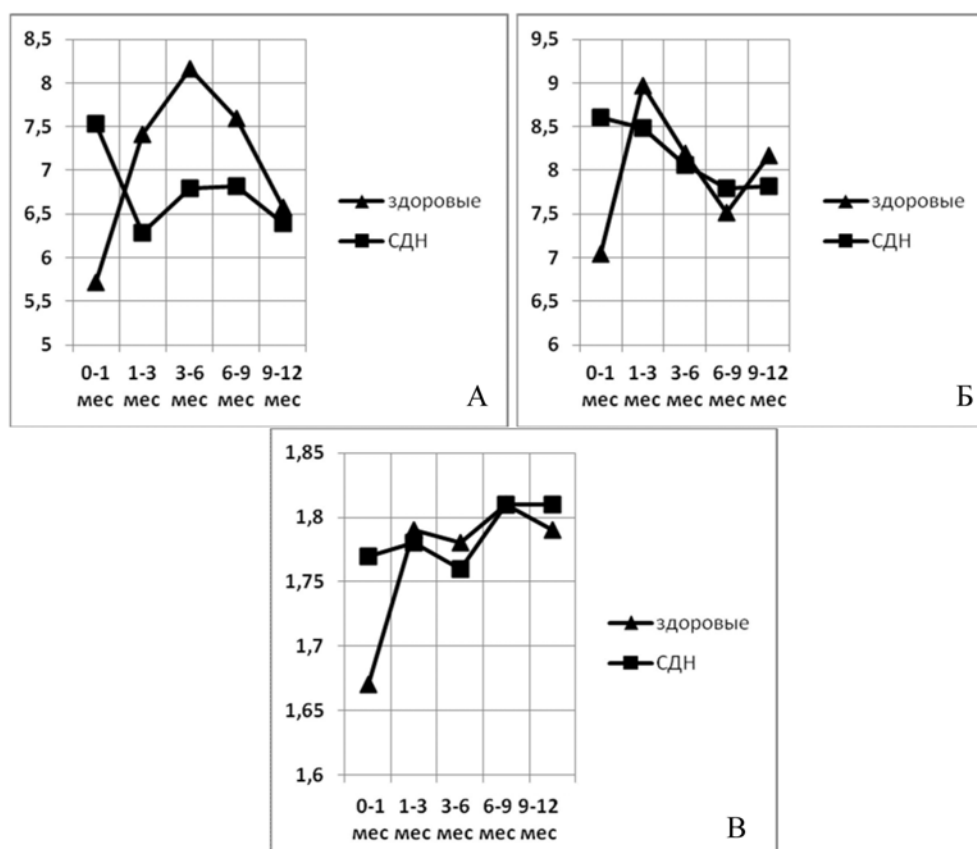 8,5
8
7,5
7
6,5
6
5,5
5
0-1 1-3 3-6 6-9 9-12
мес мес мес мес мес
здоровые
СДН
А
9,5
9
8,5
8
7,5
7
6,5
6
0-1 1-3 3-6 6-9 9-12
мес мес мес мес мес
здоровые
СДН
Б
1,85
1,8
1,75
1,7
1,65
1,6
0-1 1-3 3-6 6-9 9-12
мес мес мес мес мес
здоровые
СДН
В